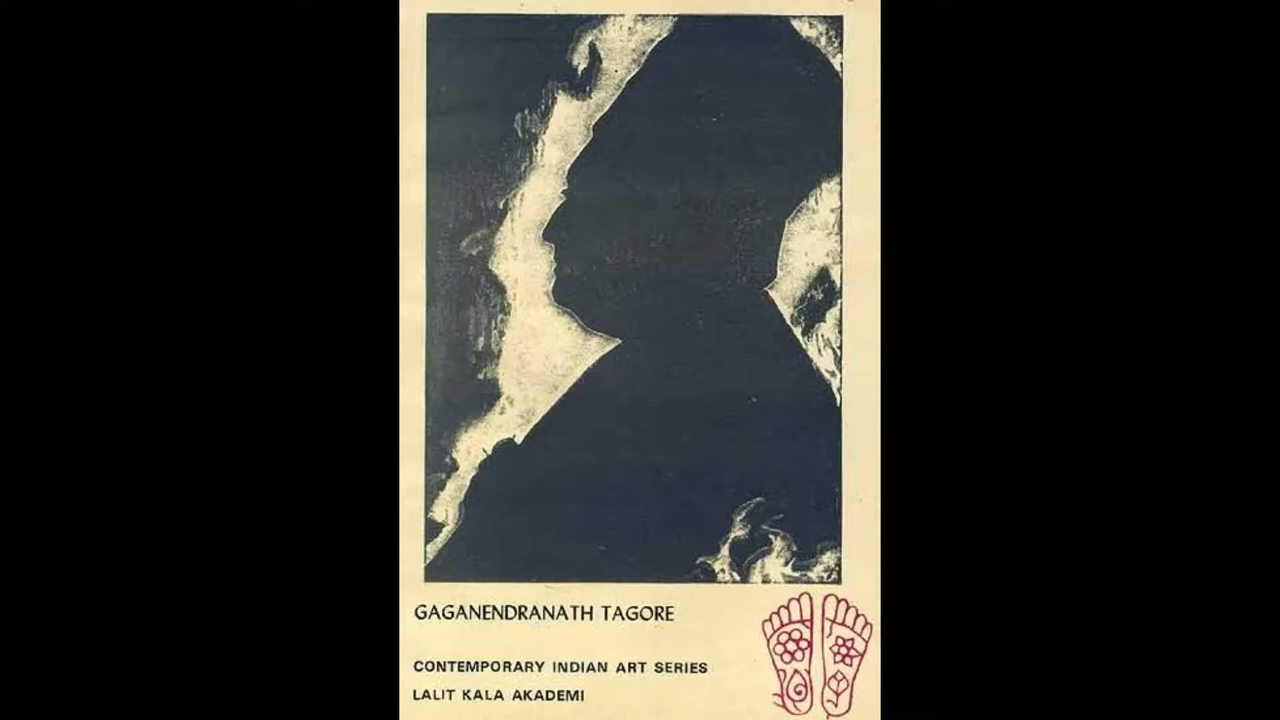 GAGANENDRANATH TAGORE
CONTEMPORARY INDIAN ART SERIES
LALIT KALA AKADEMI